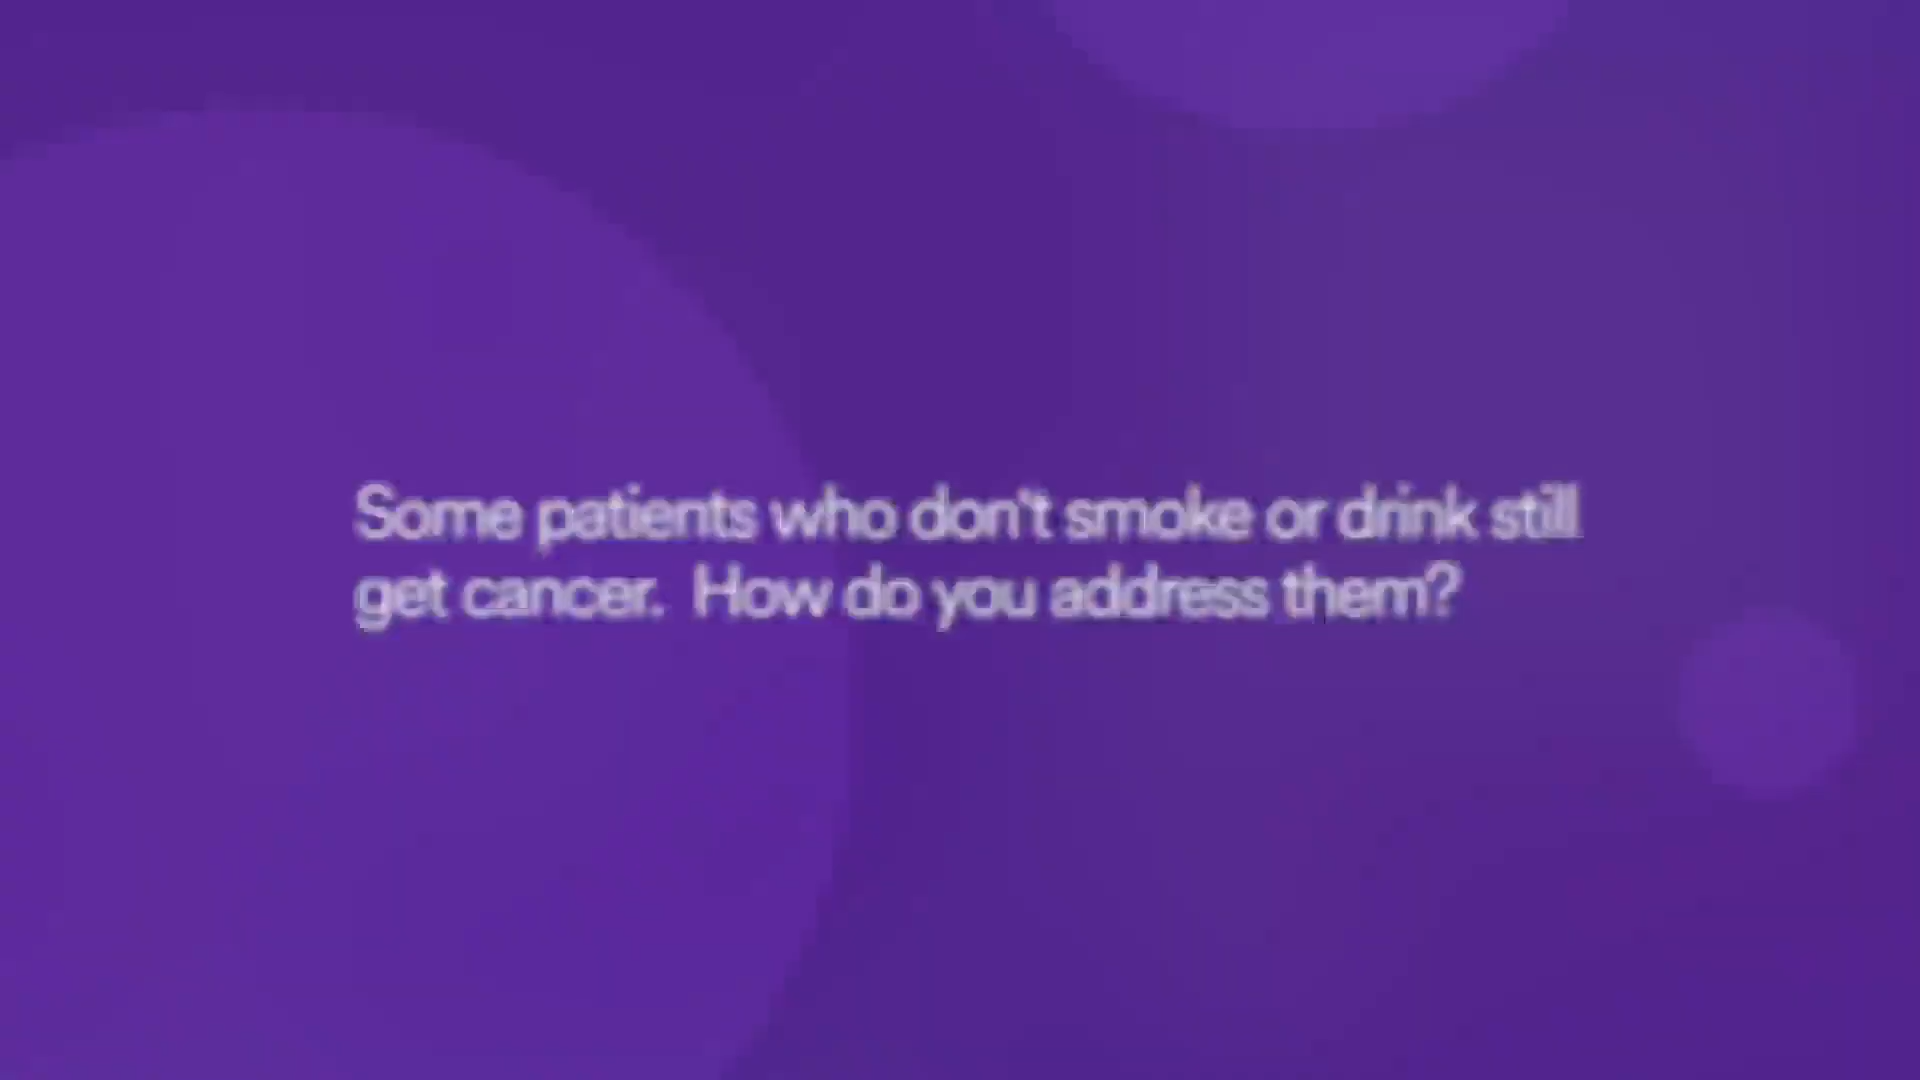 Some patients who don't smoke or drink still
get cancer.  How do you address them?